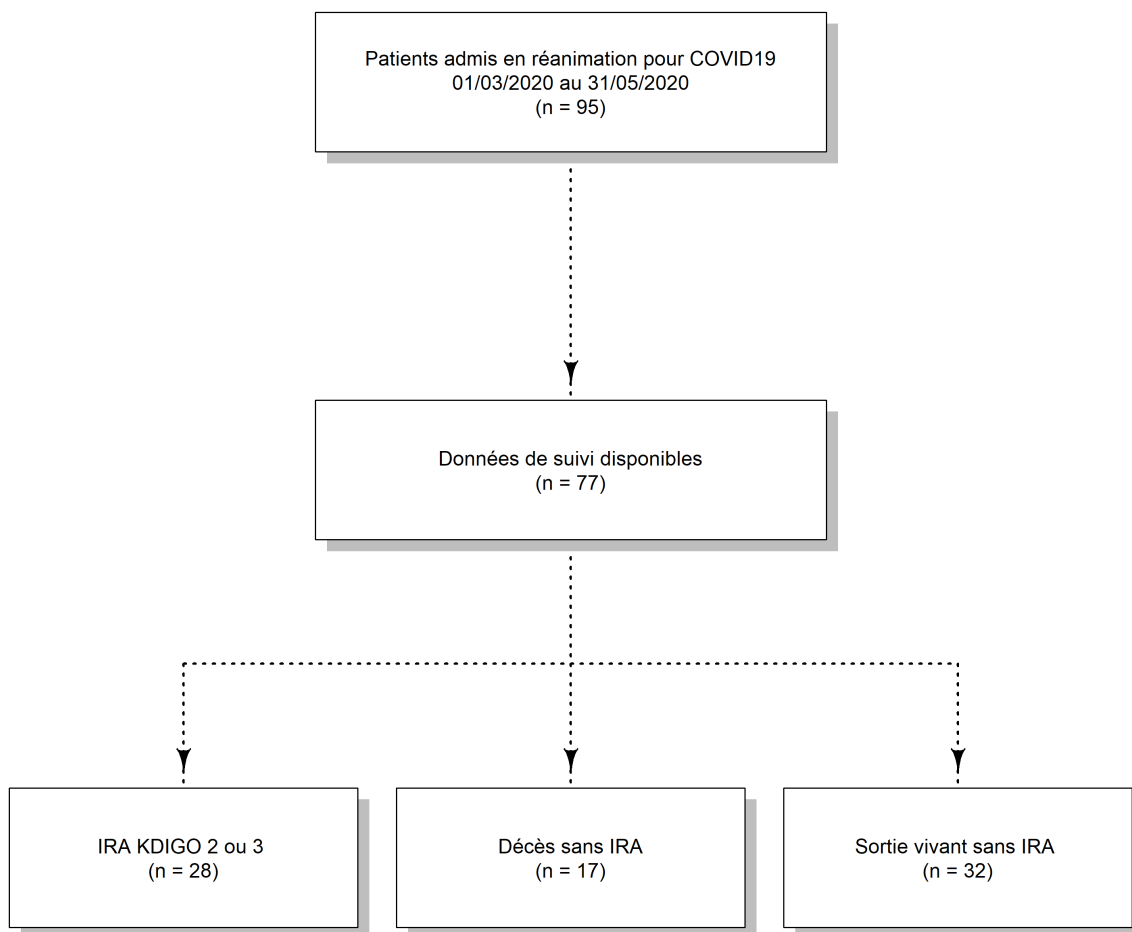 Patients admis en réanimation pour COVID19
01/03/2020 au 31/05/2020
(n = 95)
Données de suivi disponibles
(n = 77)
IRA KDIGO 2 ou 3
(n = 28)
Décès sans IRA
(n = 17)
Sortie vivant sans IRA
(n = 32)